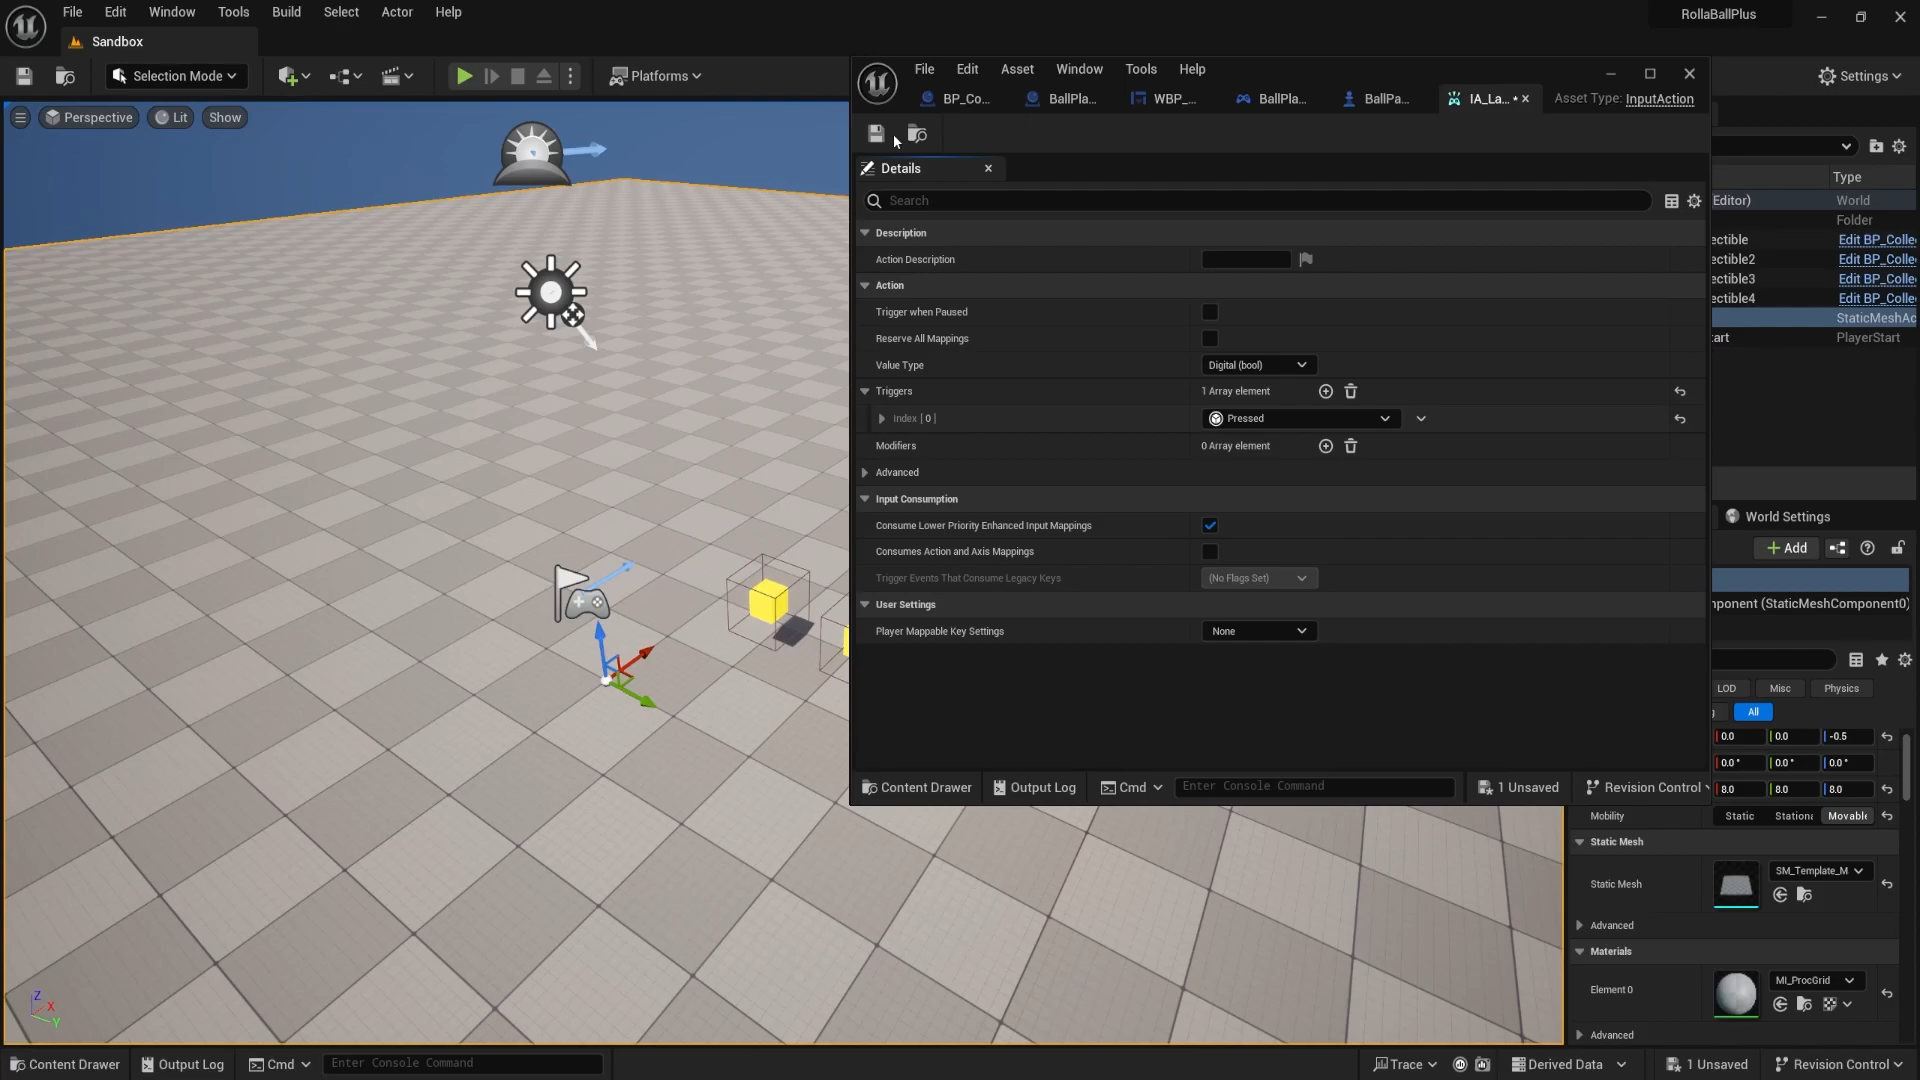 File Edit Window Tools Build Select Actor Help
RollaBallPlus
Sandbox
Selection Mode
Platforms
Settings
Perspective
Lit
Show
File Edit Asset Window Tools Help
BP_Co...
BallPla...
WBP_...
BallPla...
BallPa...
IA_La... •
Asset Type: InputAction
Details
Search
Description
Action Description
Action
Trigger when Paused
Reserve All Mappings
Value Type
Digital (bool)
Triggers
1 Array element
Index [ 0 ]
Pressed
Modifiers
0 Array element
Advanced
Input Consumption
Consume Lower Priority Enhanced Input Mappings
Consumes Action and Axis Mappings
Trigger Events That Consume Legacy Keys
(No Flags Set)
User Settings
Player Mappable Key Settings
None
Content Drawer
Output Log
Cmd
Enter Console Command
1 Unsaved
Revision Control
Type
Editor) World
Folder
ectible Edit BP_Colle
ectible2 Edit BP_Colle
ectible3 Edit BP_Colle
ectible4 Edit BP_Colle
StaticMeshAc
art PlayerStart
World Settings
Add
ponent (StaticMeshComponent0)
LOD Misc Physics
All
0.0 0.0 -0.5
0.0 ° 0.0 ° 0.0 °
8.0 8.0 8.0
Mobility Static Stationa Movable
Static Mesh
Static Mesh
SM_Template_M
Advanced
Materials
Element 0
MI_ProcGrid
Advanced
Z
X
Y
Content Drawer
Output Log
Cmd
Enter Console Command
Trace
Derived Data
1 Unsaved
Revision Control